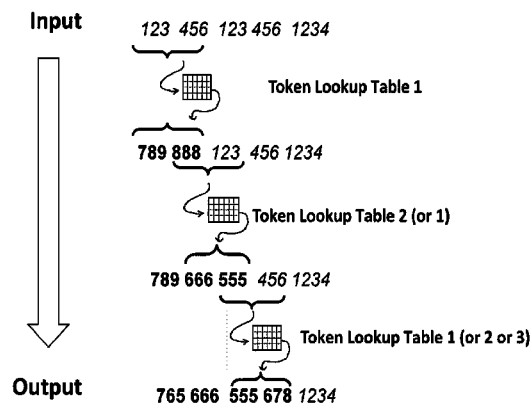 Input
123 456 123 456 1234
Token Lookup Table 1
789 888 123 456 1234
Token Lookup Table 2 (or 1)
789 666 555 456 1234
Token Lookup Table 1 (or 2 or 3)
Output
765 666 555 678 1234